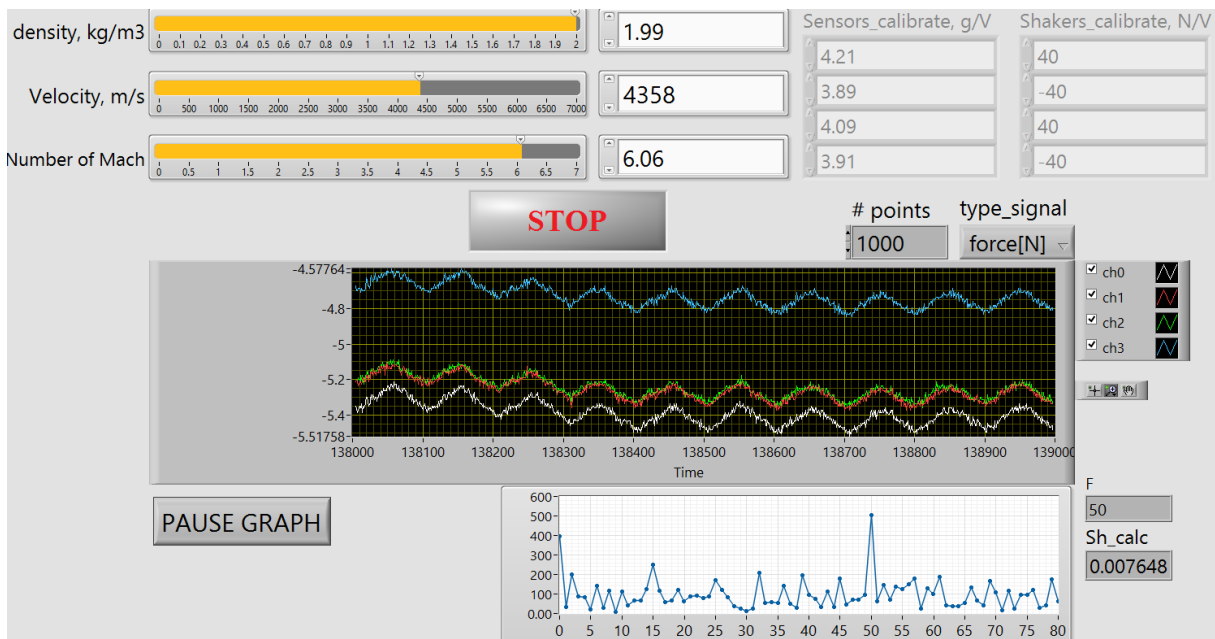 density, kg/m3
0 0.1 0.2 0.3 0.4 0.5 0.6 0.7 0.8 0.9 1 1.1 1.2 1.3 1.4 1.5 1.6 1.7 1.8 1.9 2
1.99
Sensors_calibrate, g/V
Shakers_calibrate, N/V
4.21
40
3.89
-40
4.09
40
3.91
-40
Velocity, m/s
0 500 1000 1500 2000 2500 3000 3500 4000 4500 5000 5500 6000 6500 7000
4358
Number of Mach
0 0.5 1 1.5 2 2.5 3 3.5 4 4.5 5 5.5 6 6.5 7
6.06
STOP
# points
type_signal
1000
force[N]
-4.57764
-4.8
-5
-5.2
-5.4
-5.51758
138000 138100 138200 138300 138400 138500 138600 138700 138800 138900 139000
Time
ch0
ch1
ch2
ch3
PAUSE GRAPH
600
500
400
300
200
100
0.00
0 5 10 15 20 25 30 35 40 45 50 55 60 65 70 75 80
F
50
Sh_calc
0.007648